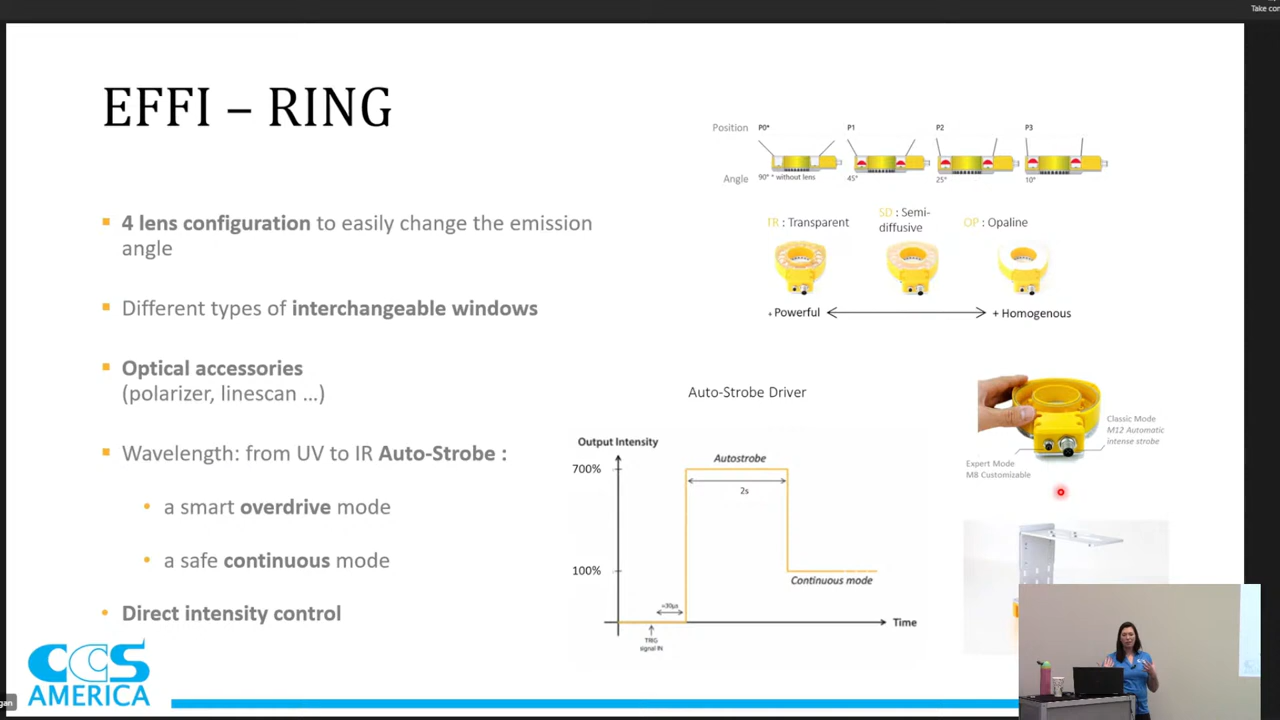 Take con
EFFI – RING
4 lens configuration to easily change the emission
angle
Different types of interchangeable windows
Optical accessories
(polarizer, linescan ...)
Wavelength: from UV to IR Auto-Strobe :
a smart overdrive mode
a safe continuous mode
Direct intensity control
Position P0* P1 P2 P3
Angle 90° * without lens 45° 25° 10°
TR : Transparent SD : Semi-
diffusive OP : Opaline
+ Powerful + Homogenous
Auto-Strobe Driver
Output Intensity
700%
Autostrobe
2s
100%
Continuous mode
<30µs
Time
TRIG
signal IN
Classic Mode
M12 Automatic
intense strobe
Expert Mode
M8 Customizable
CCS
AMERICA
gan